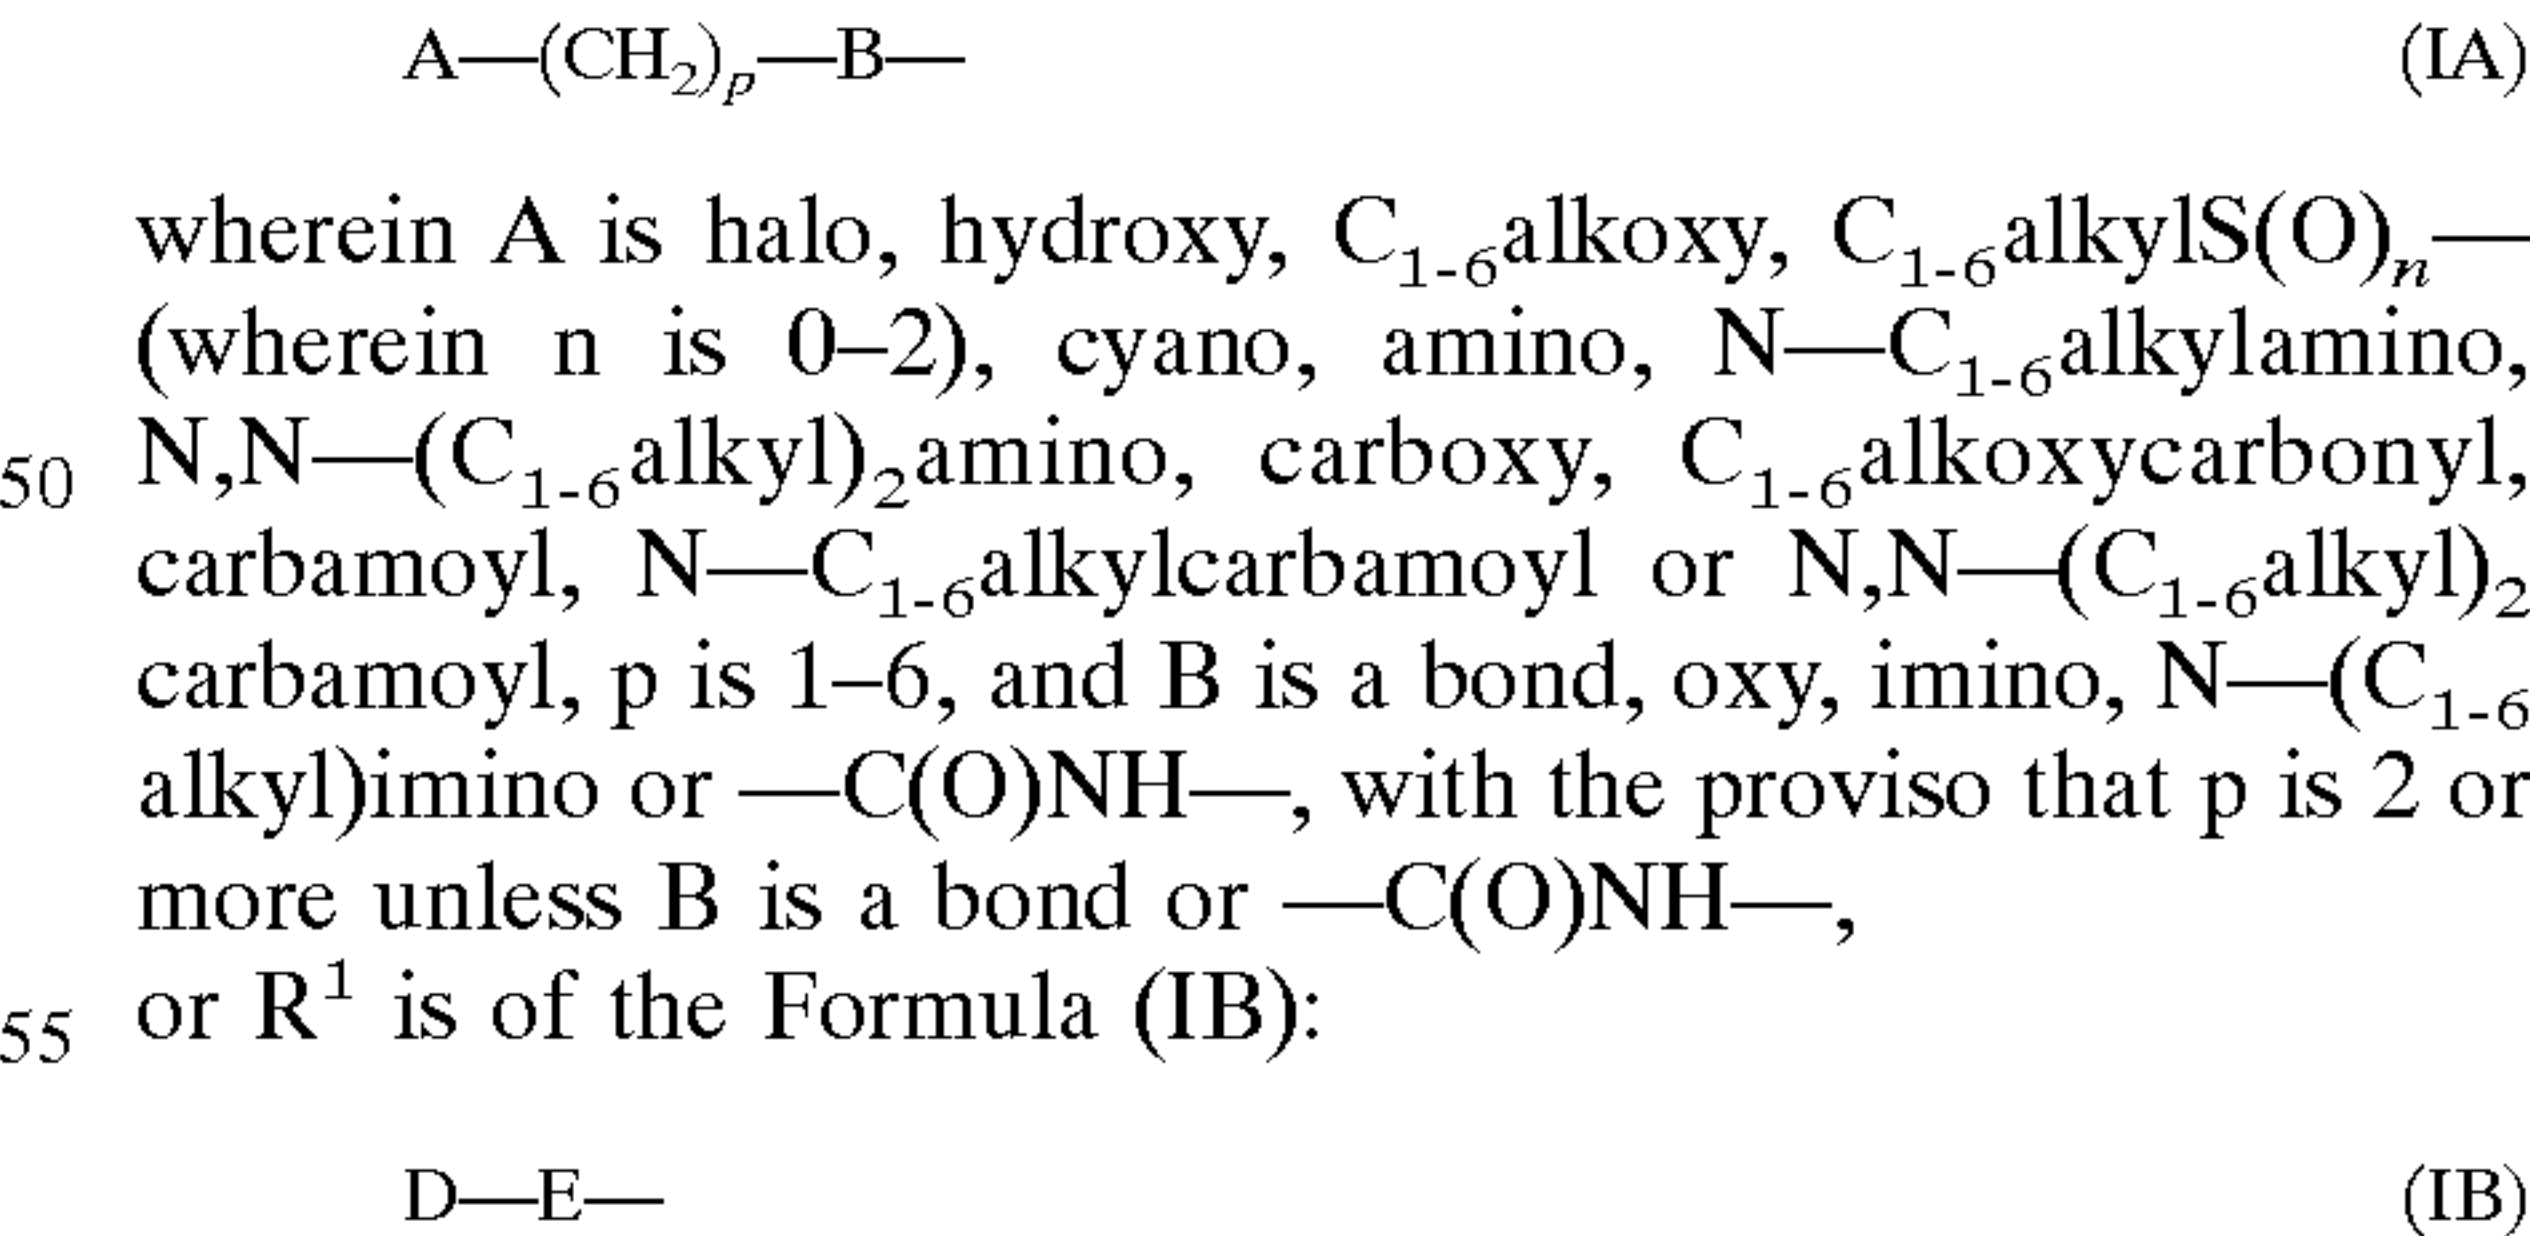 A—(CH₂)ₚ—B— (IA)
wherein A is halo, hydroxy, C₁₋₆alkoxy, C₁₋₆alkylS(O)ₙ—
(wherein n is 0–2), cyano, amino, N—C₁₋₆alkylamino,
50 N,N—(C₁₋₆alkyl)₂amino, carboxy, C₁₋₆alkoxycarbonyl,
carbamoyl, N—C₁₋₆alkylcarbamoyl or N,N—(C₁₋₆alkyl)₂
carbamoyl, p is 1–6, and B is a bond, oxy, imino, N—(C₁₋₆
alkyl)imino or —C(O)NH—, with the proviso that p is 2 or
more unless B is a bond or —C(O)NH—,
55 or R¹ is of the Formula (IB):
D—E— (IB)